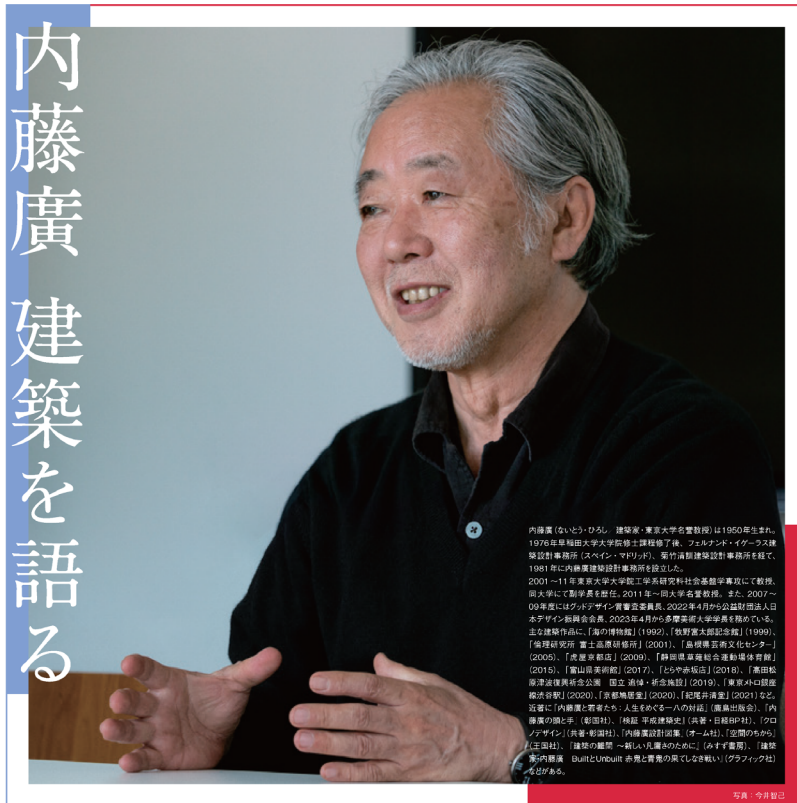 内藤廣 建築を語る
内藤廣(ないとう・ひろし 建築家・東京大学名誉教授)は1950年生まれ。
1976年早稲田大学大学院修士課程修了後、フェルナンド・イゲーラス建
築設計事務所(スペイン・マドリッド)、菊竹清訓建築設計事務所を経て、
1981年に内藤廣建築設計事務所を設立した。
2001~11年東京大学大学院工学系研究科社会基盤学専攻にて教授、
同大学にて副学長を歴任。2011年~同大学名誉教授。また、2007~
09年度にはグッドデザイン賞審査委員長、2022年4月から公益財団法人日
本デザイン振興会会長、2023年4月から多摩美術大学学長を務めている。
主な建築作品に、「海の博物館」(1992)、「牧野富太郎記念館」(1999)、
「倫理研究所 富士高原研修所」(2001)、「島根県芸術文化センター」
(2005)、「虎屋京都店」(2009)、「静岡県草薙総合運動場体育館」
(2015)、「富山県美術館」(2017)、「とらや赤坂店」(2018)、「高田松
原津波復興祈念公園 国立 追悼・祈念施設」(2019)、「東京メトロ銀座
線渋谷駅」(2020)、「京都鳩居堂」(2020)、「紀尾井清堂」(2021)など。
近著に「内藤廣と若者たち:人生をめぐる一八の対話」(鹿島出版会)、「内
藤廣の頭と手」(彰国社)、「検証 平成建築史」(共著・日経BP社)、「クロ
ノデザイン」(共著・彰国社)、「内藤廣設計図集」(オーム社)、「空間のちから」
(王国社)、「建築の難問 ~新しい凡庸さのために」(みすず書房)、「建築
家・内藤廣 BuiltとUnbuilt 赤鬼と青鬼の果てしなき戦い」(グラフィック社)
などがある。
写真:今井智己